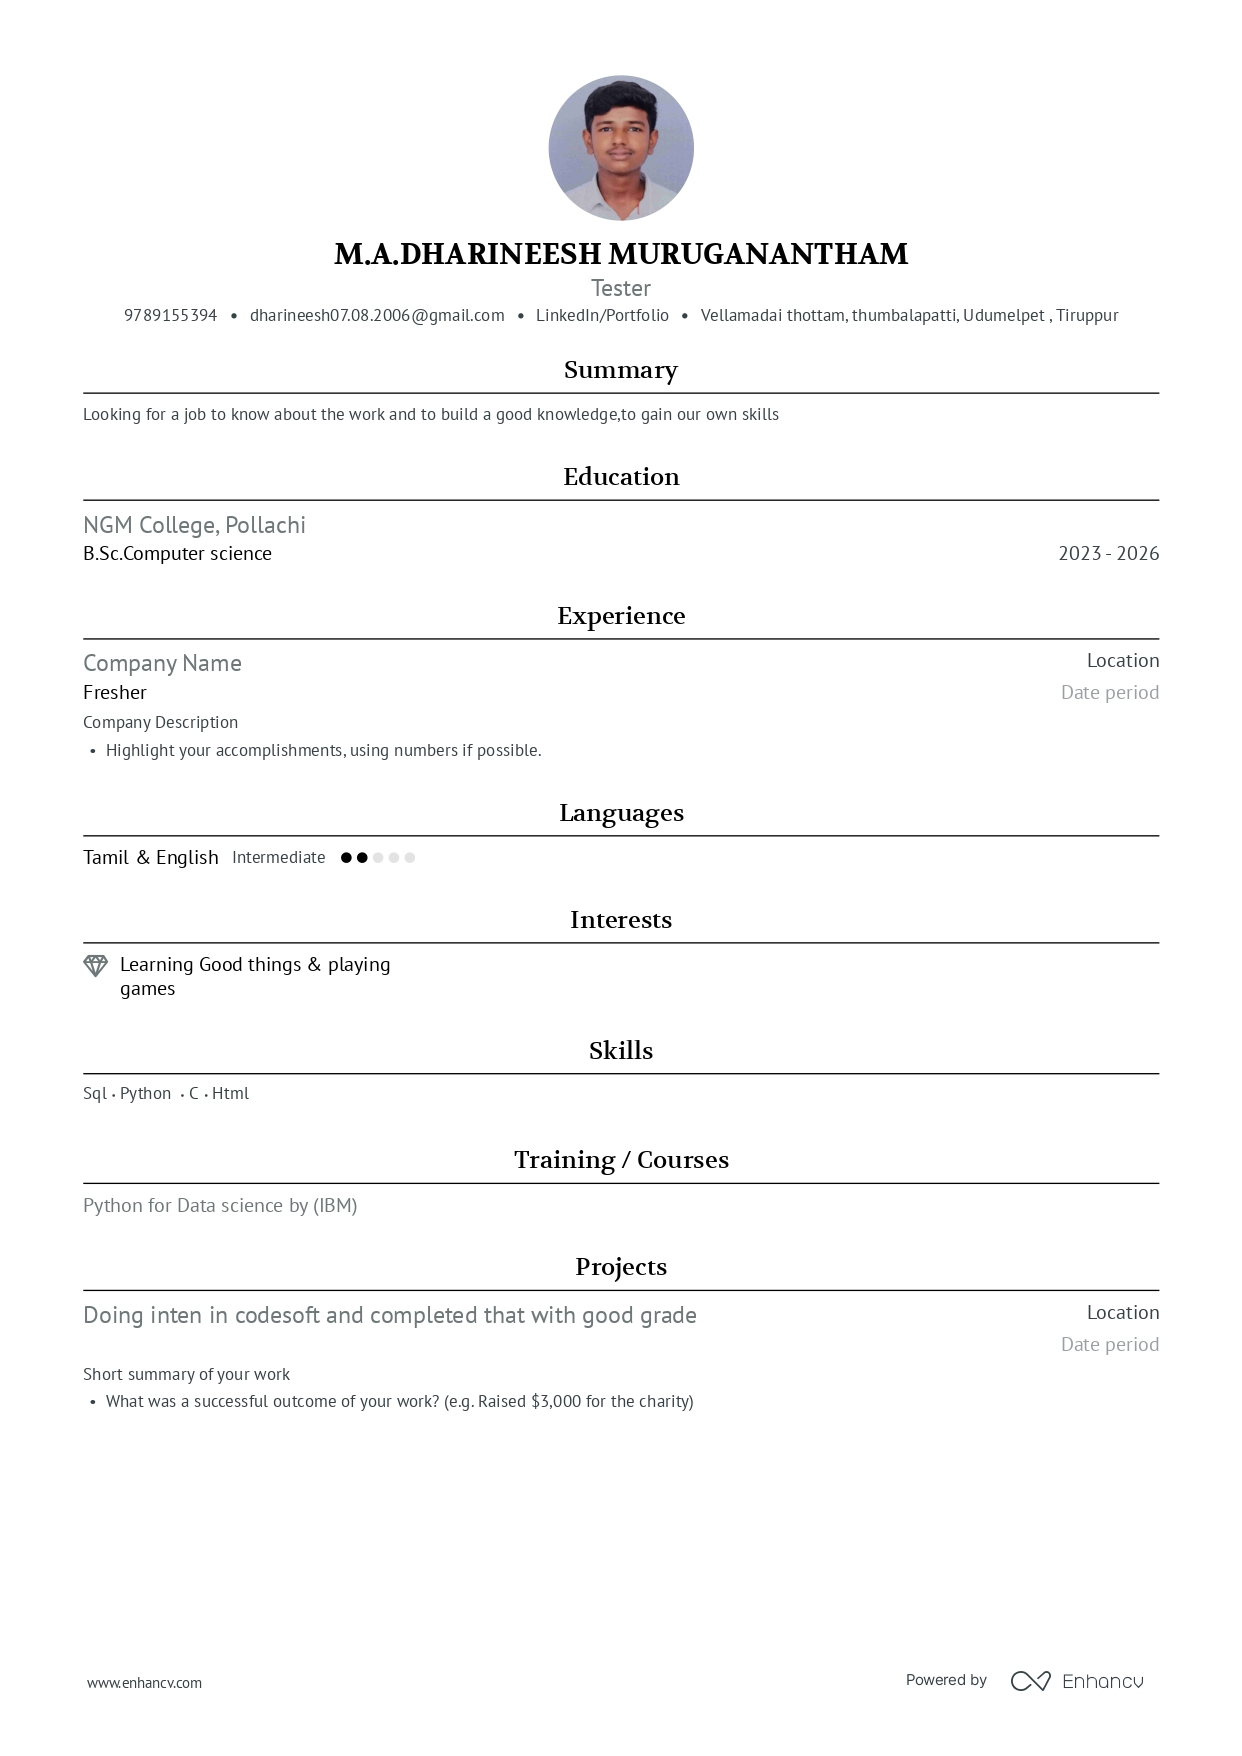 M.A.DHARINEESH MURUGANANTHAM
Tester
9789155394 • dharineesh07.08.2006@gmail.com • LinkedIn/Portfolio • Vellamadai thottam, thumbalapatti, Udumelpet , Tiruppur
Summary
Looking for a job to know about the work and to build a good knowledge,to gain our own skills
Education
NGM College, Pollachi
B.Sc.Computer science 2023 - 2026
Experience
Company Name Location
Fresher Date period
Company Description
• Highlight your accomplishments, using numbers if possible.
Languages
Tamil & English Intermediate
Interests
Learning Good things & playing
games
Skills
Sql · Python · C · Html
Training / Courses
Python for Data science by (IBM)
Projects
Doing inten in codesoft and completed that with good grade Location
Date period
Short summary of your work
• What was a successful outcome of your work? (e.g. Raised $3,000 for the charity)
www.enhancv.com Powered by Enhancv